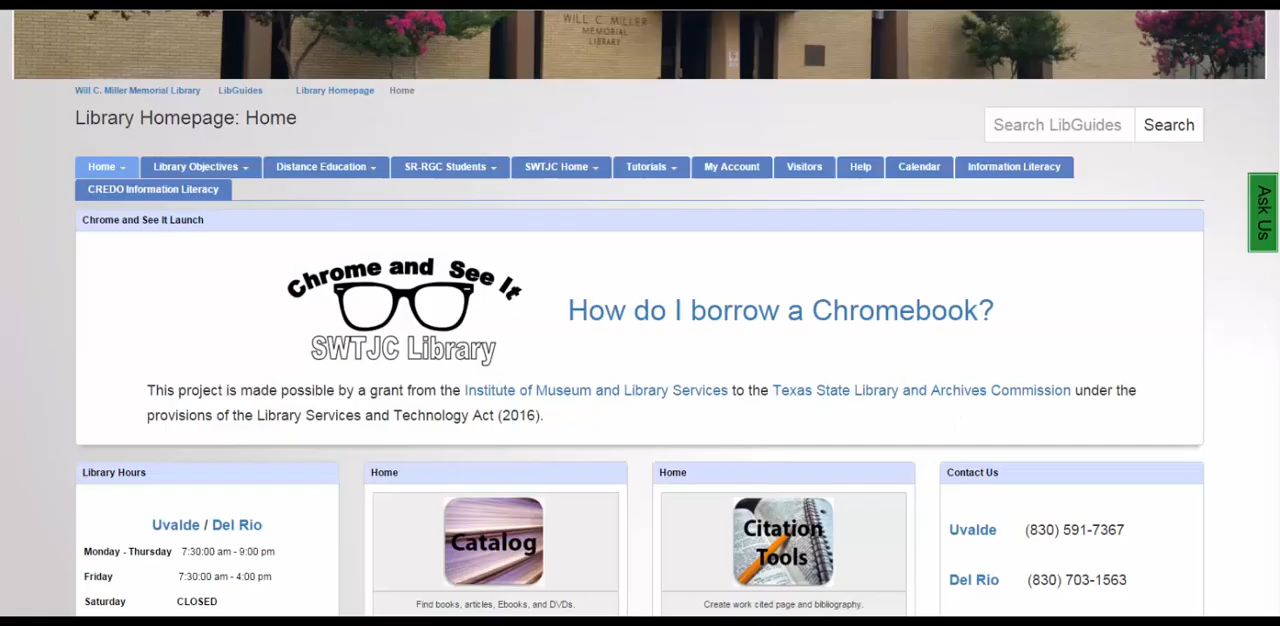 WILL C. MILLER
MEMORIAL
LIBRARY
Will C. Miller Memorial Library LibGuides Library Homepage Home
Library Homepage: Home
Search LibGuides Search
Home Library Objectives Distance Education SR-RGC Students SWTJC Home Tutorials My Account Visitors Help Calendar Information Literacy
CREDO Information Literacy
Ask Us
Chrome and See It Launch
Chrome and See It
SWTJC Library
How do I borrow a Chromebook?
This project is made possible by a grant from the Institute of Museum and Library Services to the Texas State Library and Archives Commission under the
provisions of the Library Services and Technology Act (2016).
Library Hours
Uvalde / Del Rio
Monday - Thursday 7:30:00 am - 9:00 pm
Friday 7:30:00 am - 4:00 pm
Saturday CLOSED
Home
Catalog
Find books, articles, Ebooks, and DVDs.
Home
Citation
Tools
Create work cited page and bibliography.
Contact Us
Uvalde (830) 591-7367
Del Rio (830) 703-1563